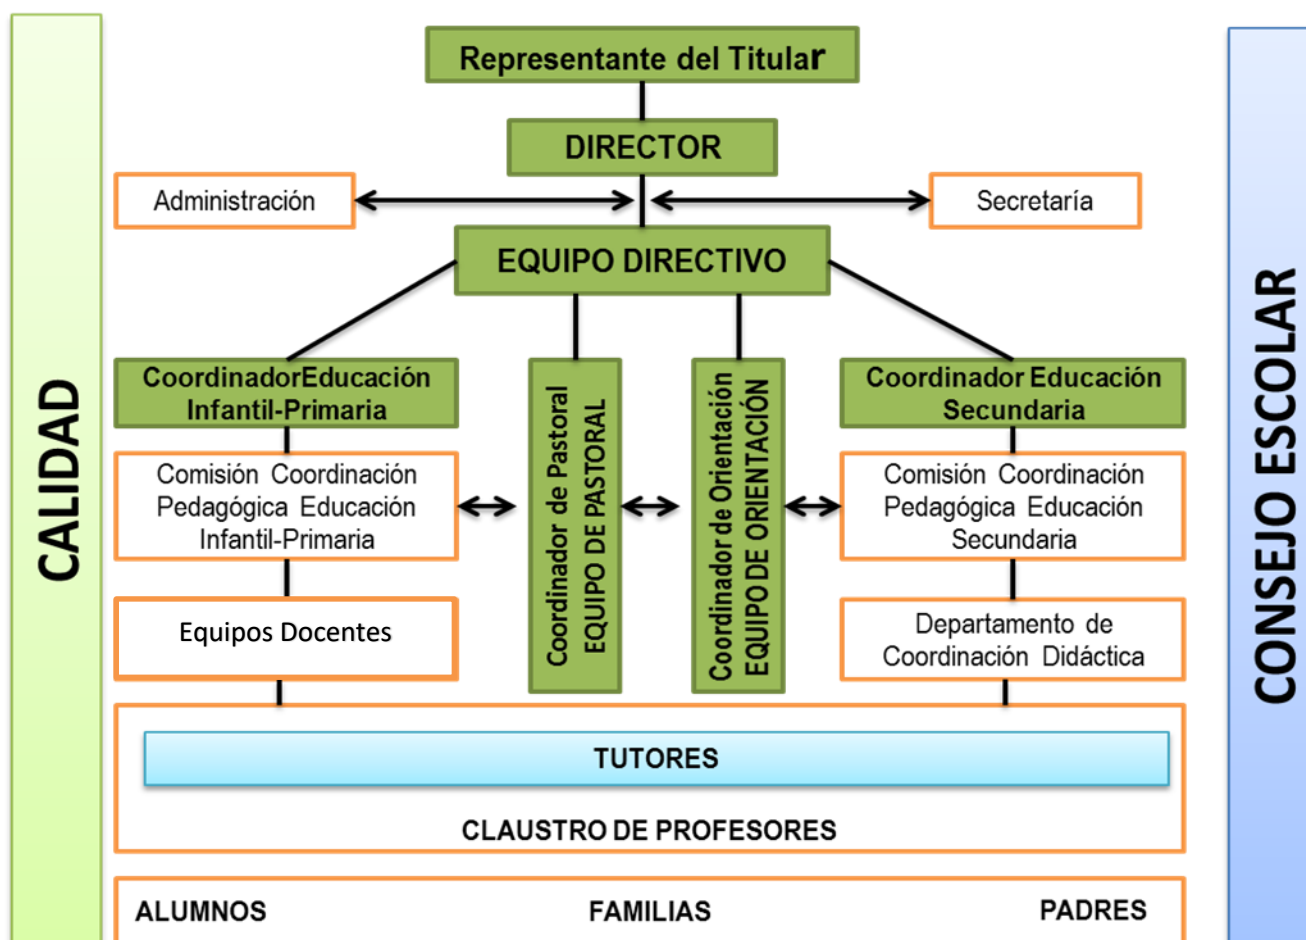 CALIDAD
Representante del Titular
DIRECTOR
Administración
Secretaría
EQUIPO DIRECTIVO
CoordinadorEducación
Infantil-Primaria
Coordinador de Pastoral
EQUIPO DE PASTORAL
Coordinador de Orientación
EQUIPO DE ORIENTACIÓN
Coordinador Educación
Secundaria
Comisión Coordinación
Pedagógica Educación
Infantil-Primaria
Comisión Coordinación
Pedagógica Educación
Secundaria
Equipos Docentes
Departamento de
Coordinación Didáctica
TUTORES
CLAUSTRO DE PROFESORES
ALUMNOS FAMILIAS PADRES
CONSEJO ESCOLAR